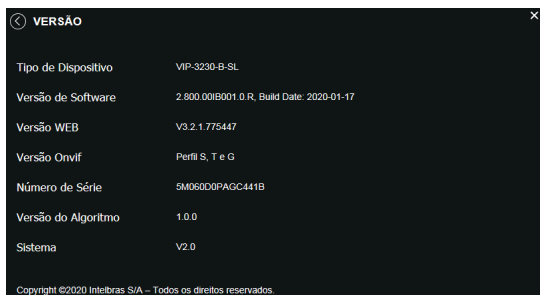 VERSÃO
Tipo de Dispositivo VIP-3230-B-SL
Versão de Software 2.800.00IB001.0.R, Build Date: 2020-01-17
Versão WEB V3.2.1.775447
Versão Onvif Perfil S, T e G
Número de Série 5M060D0PAGC441B
Versão do Algoritmo 1.0.0
Sistema V2.0
Copyright ©2020 Intelbras S/A – Todos os direitos reservados.